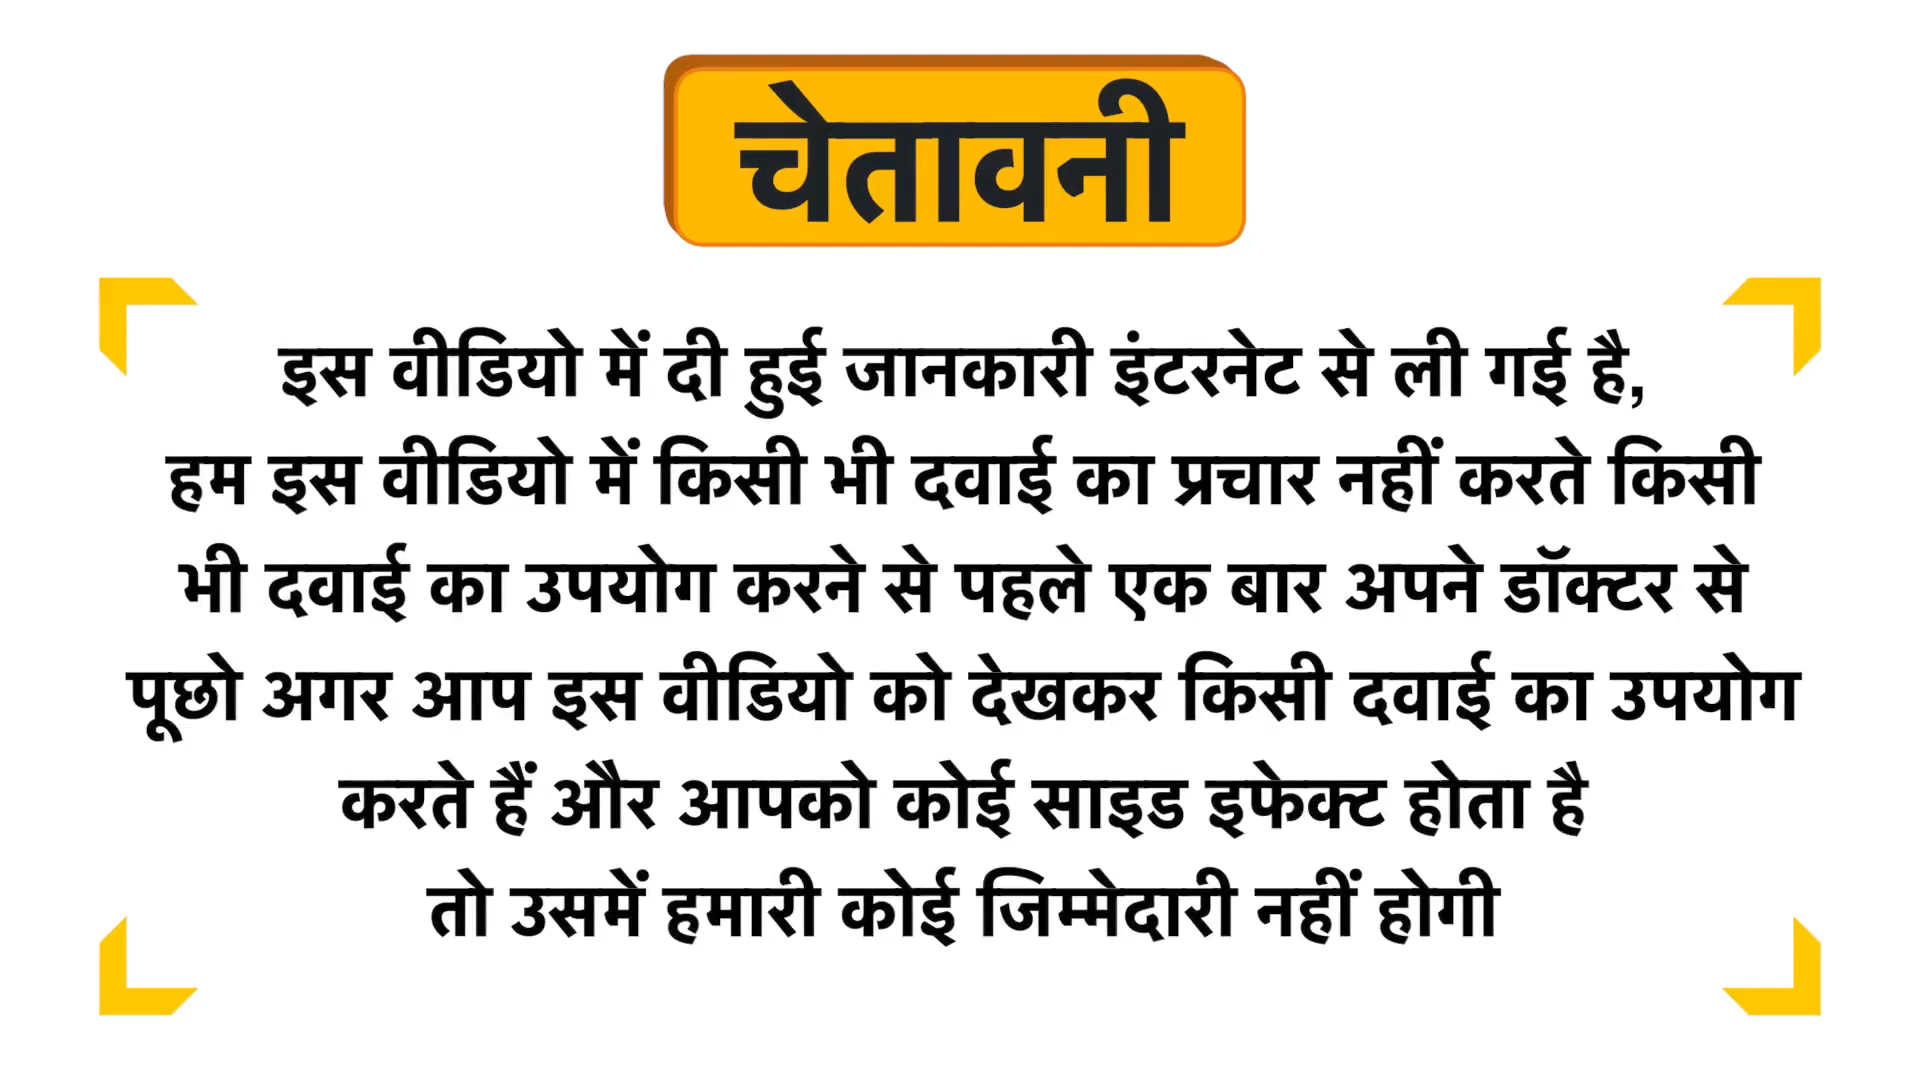 चेतावनी
इस वीडियो में दी हुई जानकारी इंटरनेट से ली गई है,
हम इस वीडियो में किसी भी दवाई का प्रचार नहीं करते किसी
भी दवाई का उपयोग करने से पहले एक बार अपने डॉक्टर से
पूछो अगर आप इस वीडियो को देखकर किसी दवाई का उपयोग
करते हैं और आपको कोई साइड इफेक्ट होता है
तो उसमें हमारी कोई जिम्मेदारी नहीं होगी